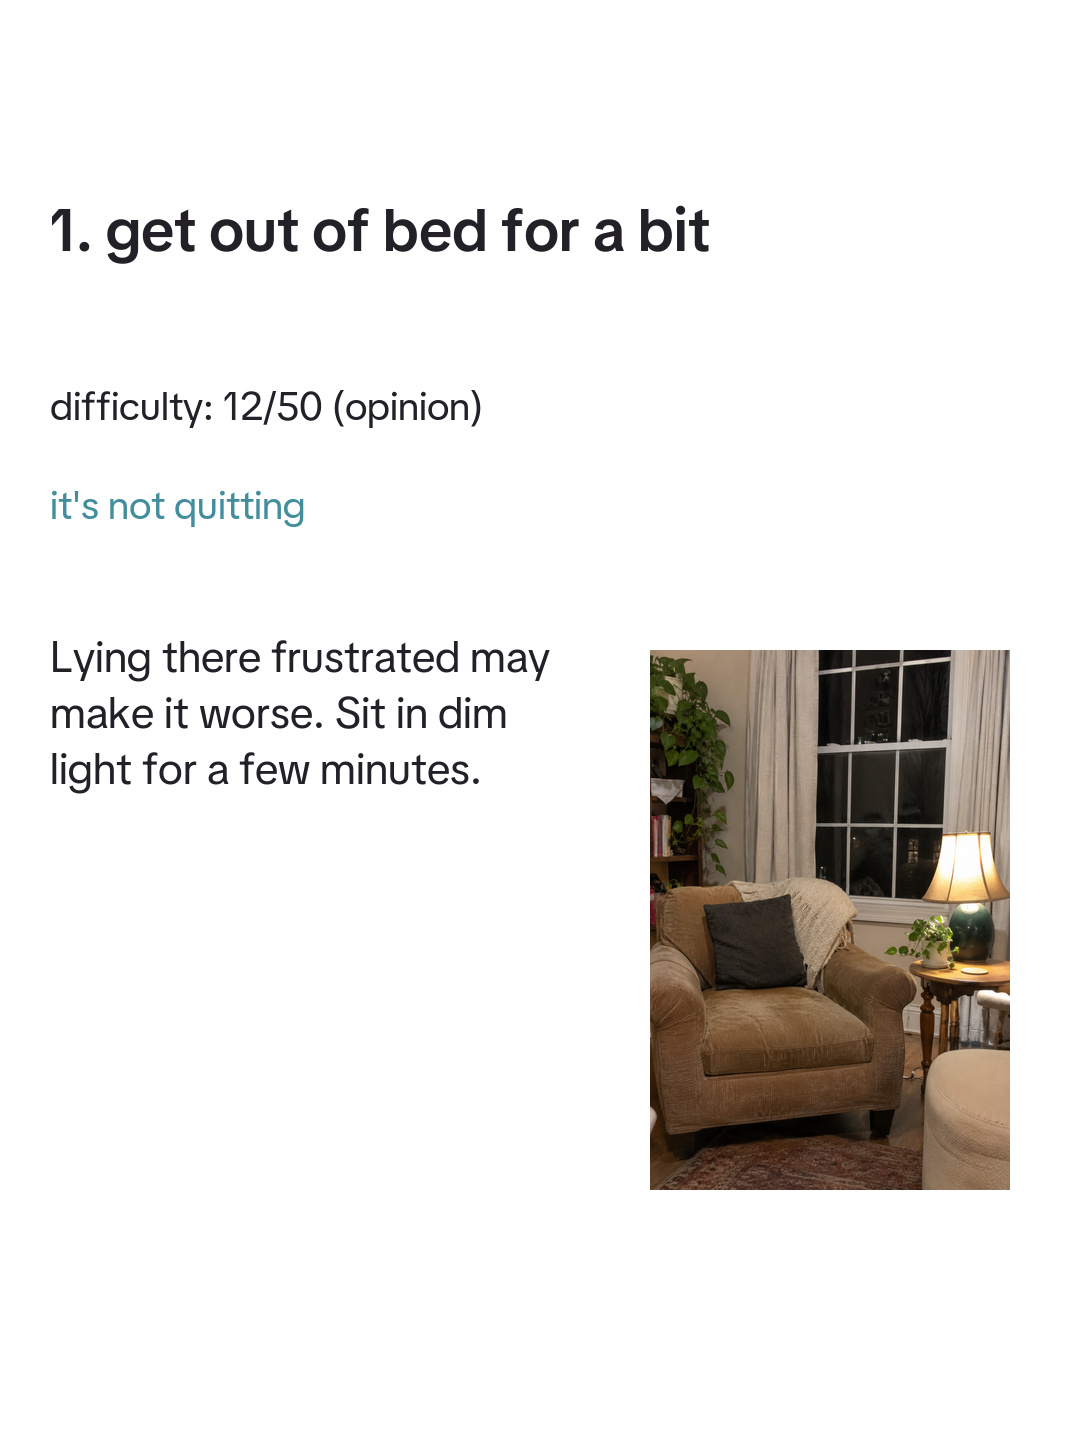 1. get out of bed for a bit
difficulty: 12/50 (opinion)
it's not quitting
Lying there frustrated may
make it worse. Sit in dim
light for a few minutes.